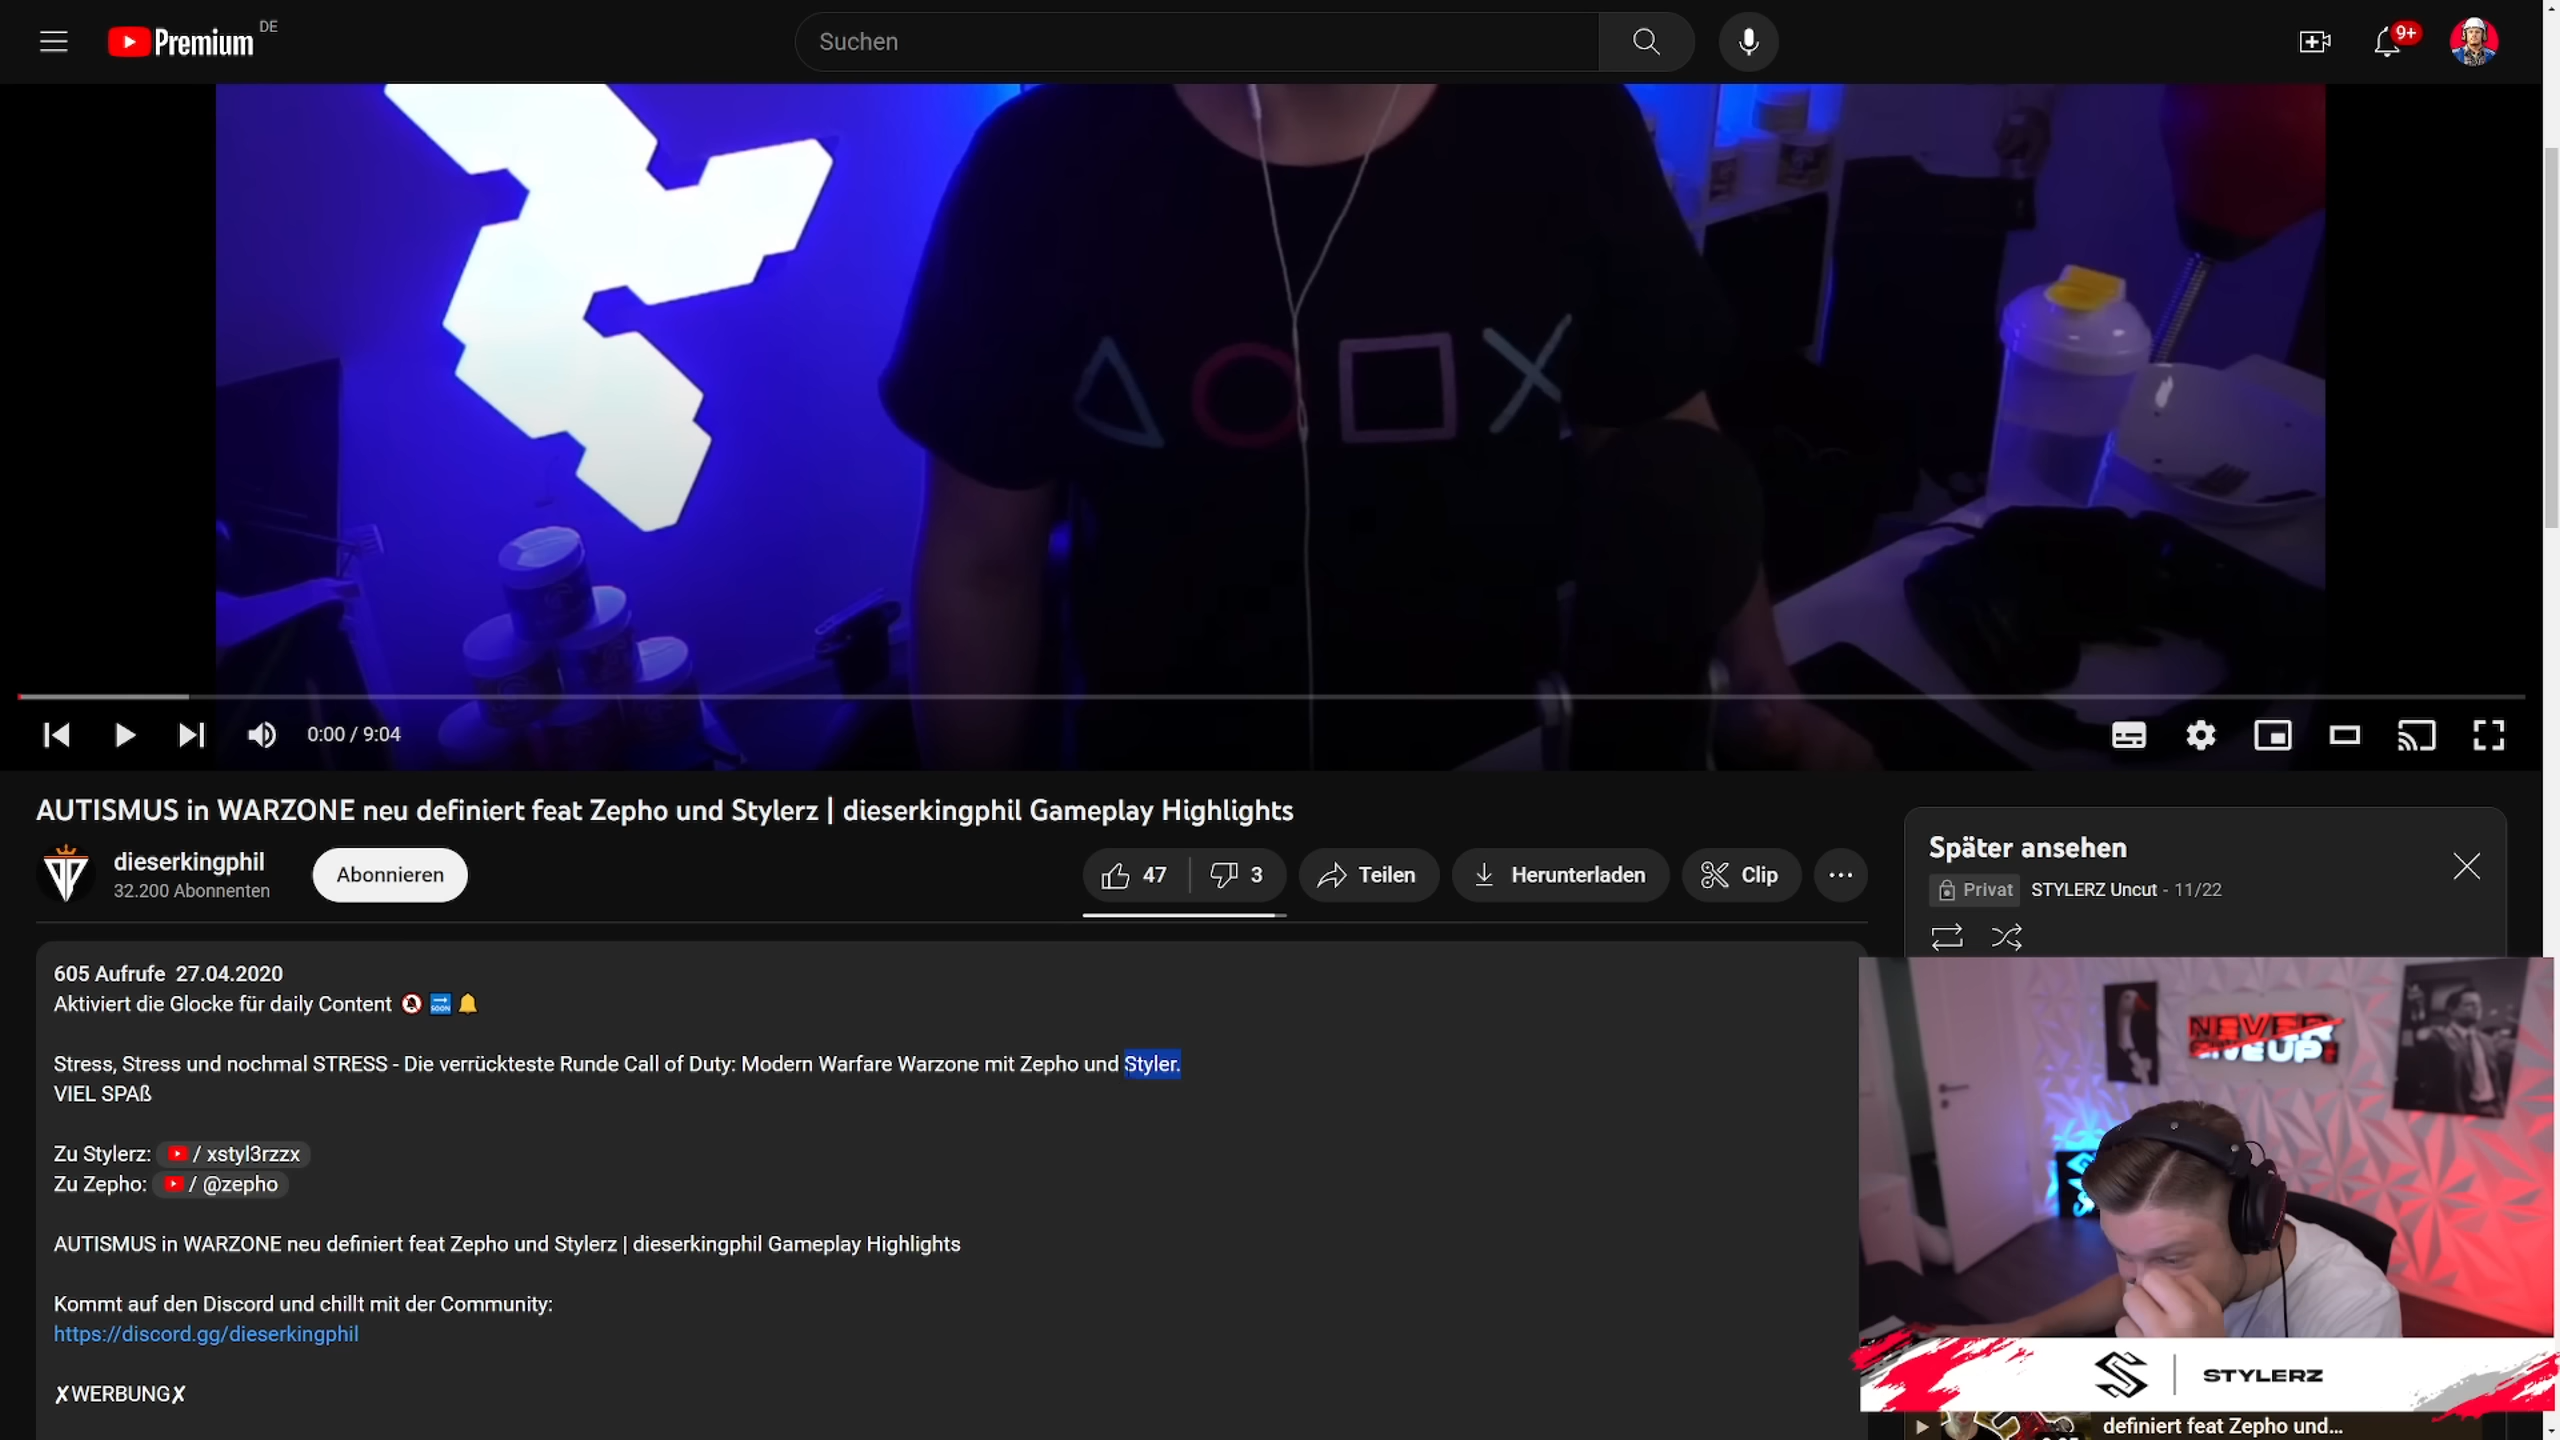 Premium DE
Suchen
9+
0:00 / 9:04
AUTISMUS in WARZONE neu definiert feat Zepho und Stylerz | dieserkingphil Gameplay Highlights
dieserkingphil
32.200 Abonnenten
Abonnieren
47
3
Teilen
Herunterladen
Clip
605 Aufrufe 27.04.2020
Aktiviert die Glocke für daily Content
Stress, Stress und nochmal STRESS - Die verrückteste Runde Call of Duty: Modern Warfare Warzone mit Zepho und Styler.
VIEL SPAß
Zu Stylerz: / xstyl3rzzx
Zu Zepho: / @zepho
AUTISMUS in WARZONE neu definiert feat Zepho und Stylerz | dieserkingphil Gameplay Highlights
Kommt auf den Discord und chillt mit der Community:
https://discord.gg/dieserkingphil
✗WERBUNG✗
Später ansehen
Privat STYLERZ Uncut - 11/22
NEVER
GIVE UP
STYLERZ
definiert feat Zepho und...